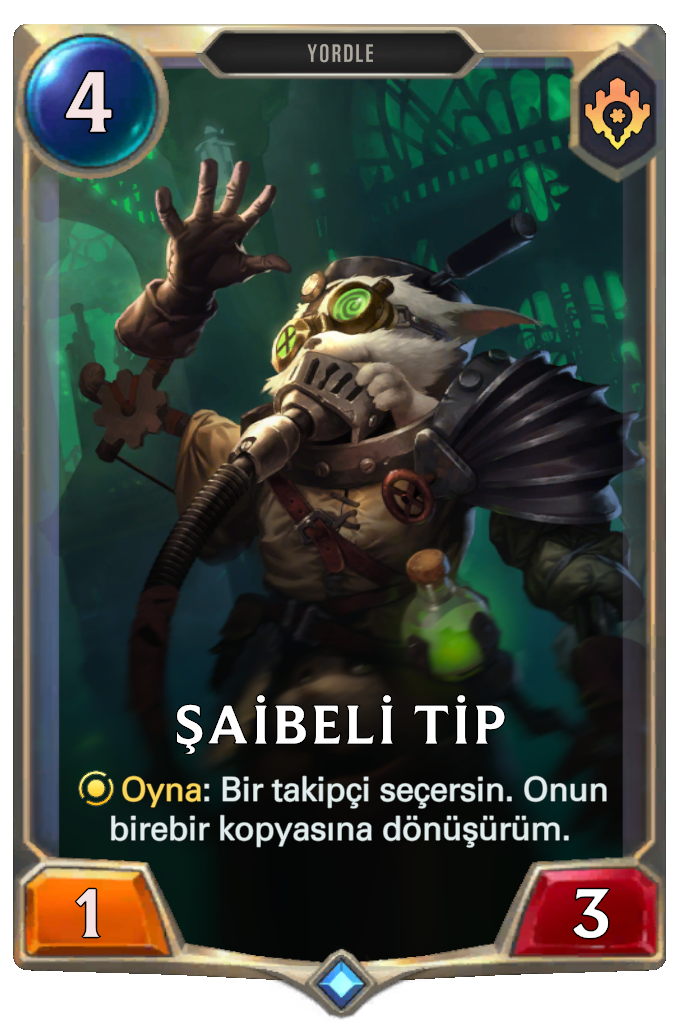 4
YORDLE
ŞAİBELİ TİP
Oyna: Bir takipçi seçersin. Onun
birebir kopyasına dönüşürüm.
1
3